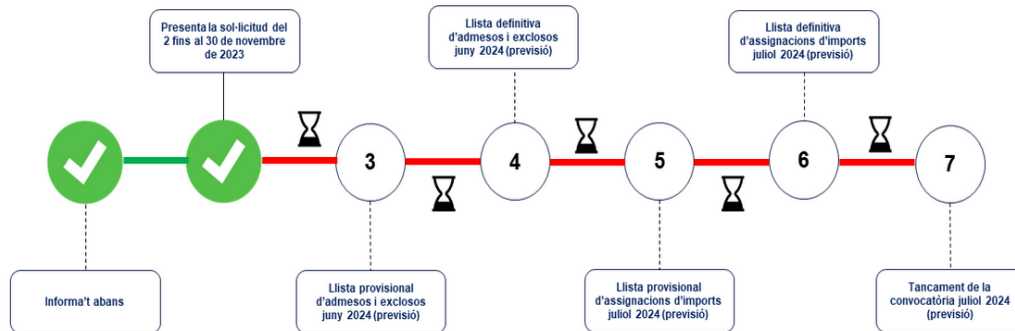 Presenta la sol·licitud del
2 fins al 30 de novembre
de 2023
Llista definitiva
d'admesos i exclosos
juny 2024 (previsió)
Llista definitiva
d'assignacions d'imports
juliol 2024 (previsió)
3
4
5
6
7
Informa't abans
Llista provisional
d'admesos i exclosos
juny 2024 (previsió)
Llista provisional
d'assignacions d'imports
juliol 2024 (previsió)
Tancament de la
convocatòria juliol 2024
(previsió)